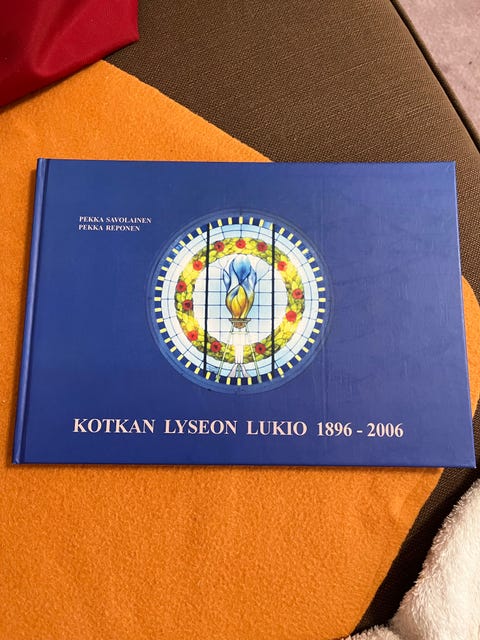 PEKKA SAVOLAINEN
PEKKA REPONEN
KOTKAN LYSEON LUKIO 1896 - 2006